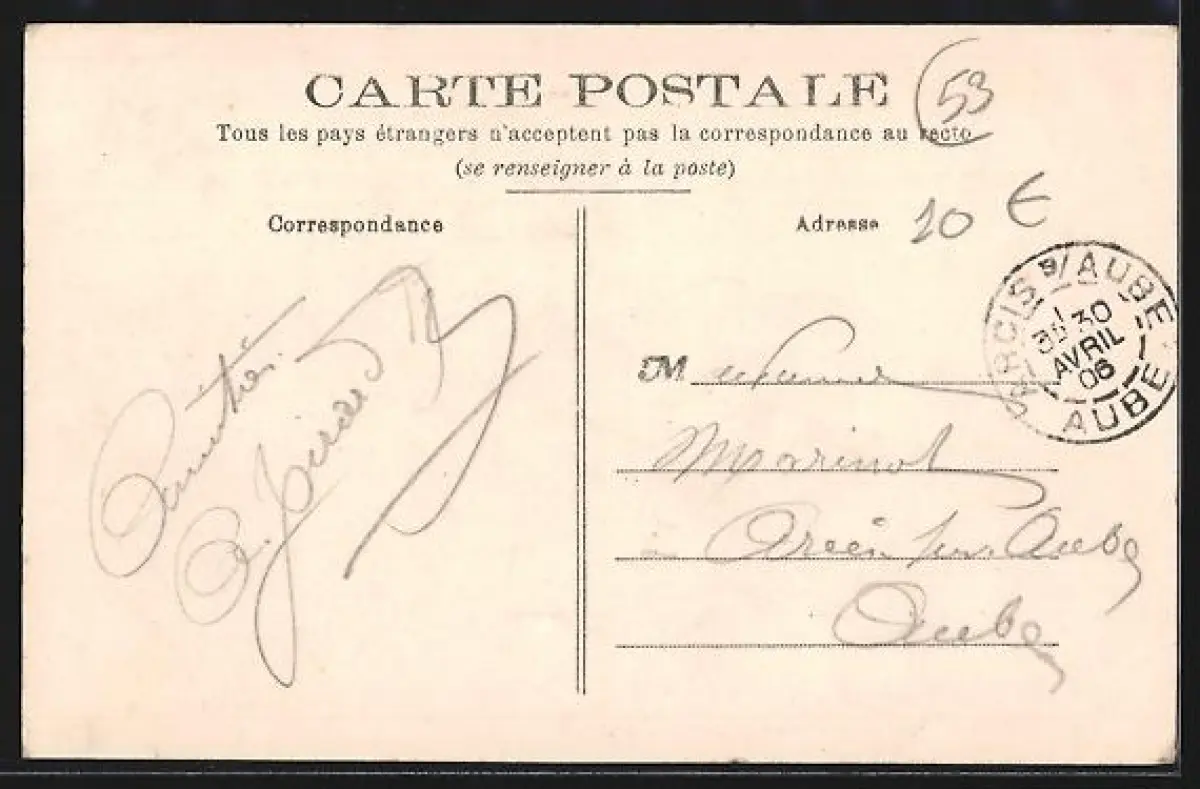 CARTE POSTALE
53
Tous les pays étrangers n'acceptent pas la correspondance au recto
(se renseigner à la poste)
Correspondance
Adresse
10 €
ARCIS S/AUBE
30
AVRIL
06
AUBE
Amitiés
M
Marinot
Arcis sur Aube
Aube